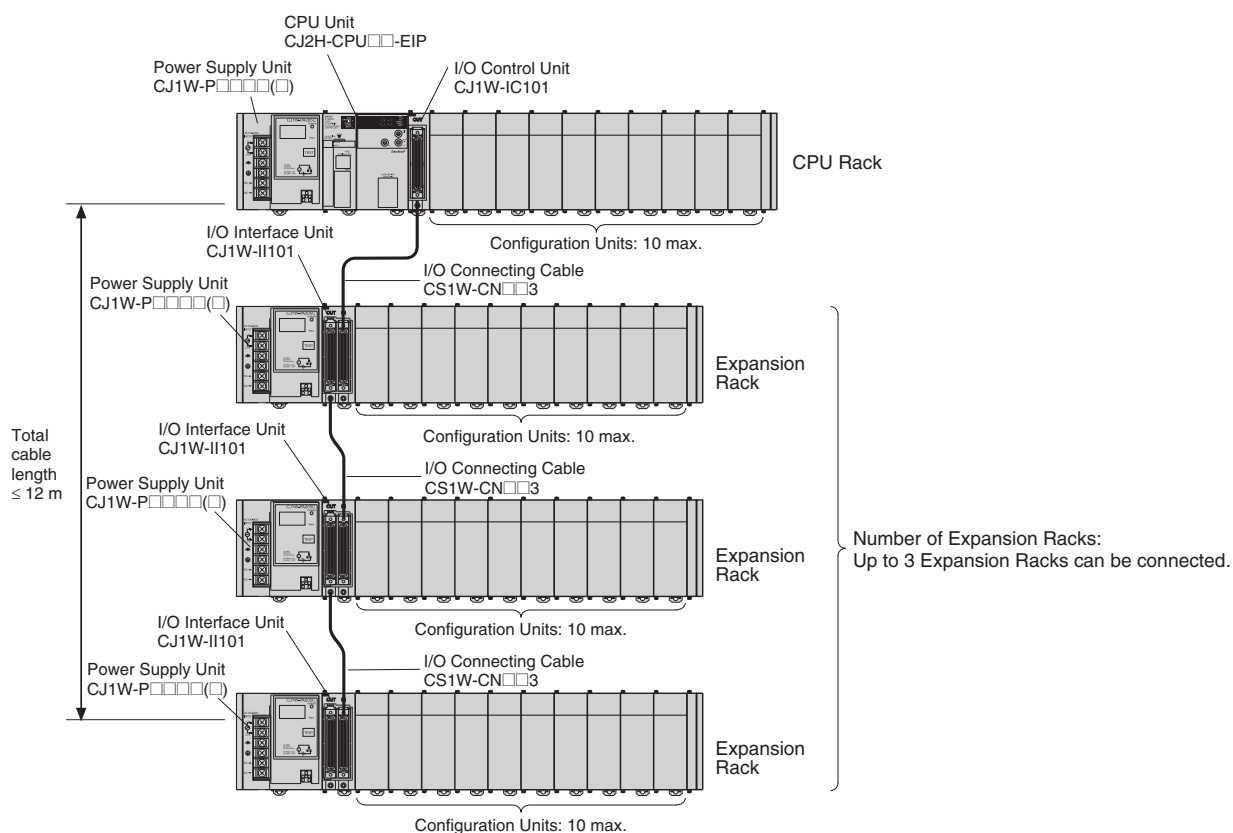 CPU Unit
CJ2H-CPU□□-EIP
Power Supply Unit
CJ1W-P□□□□(□)
I/O Control Unit
CJ1W-IC101
OUT
CPU Rack
Configuration Units: 10 max.
I/O Interface Unit
CJ1W-II101
I/O Connecting Cable
CS1W-CN□□3
Power Supply Unit
CJ1W-P□□□□(□)
OUT
Expansion
Rack
Configuration Units: 10 max.
I/O Interface Unit
CJ1W-II101
I/O Connecting Cable
CS1W-CN□□3
Total
cable
length
≤ 12 m
Power Supply Unit
CJ1W-P□□□□(□)
OUT
Expansion
Rack
Number of Expansion Racks:
Up to 3 Expansion Racks can be connected.
Configuration Units: 10 max.
I/O Interface Unit
CJ1W-II101
I/O Connecting Cable
CS1W-CN□□3
Power Supply Unit
CJ1W-P□□□□(□)
OUT
Expansion
Rack
Configuration Units: 10 max.